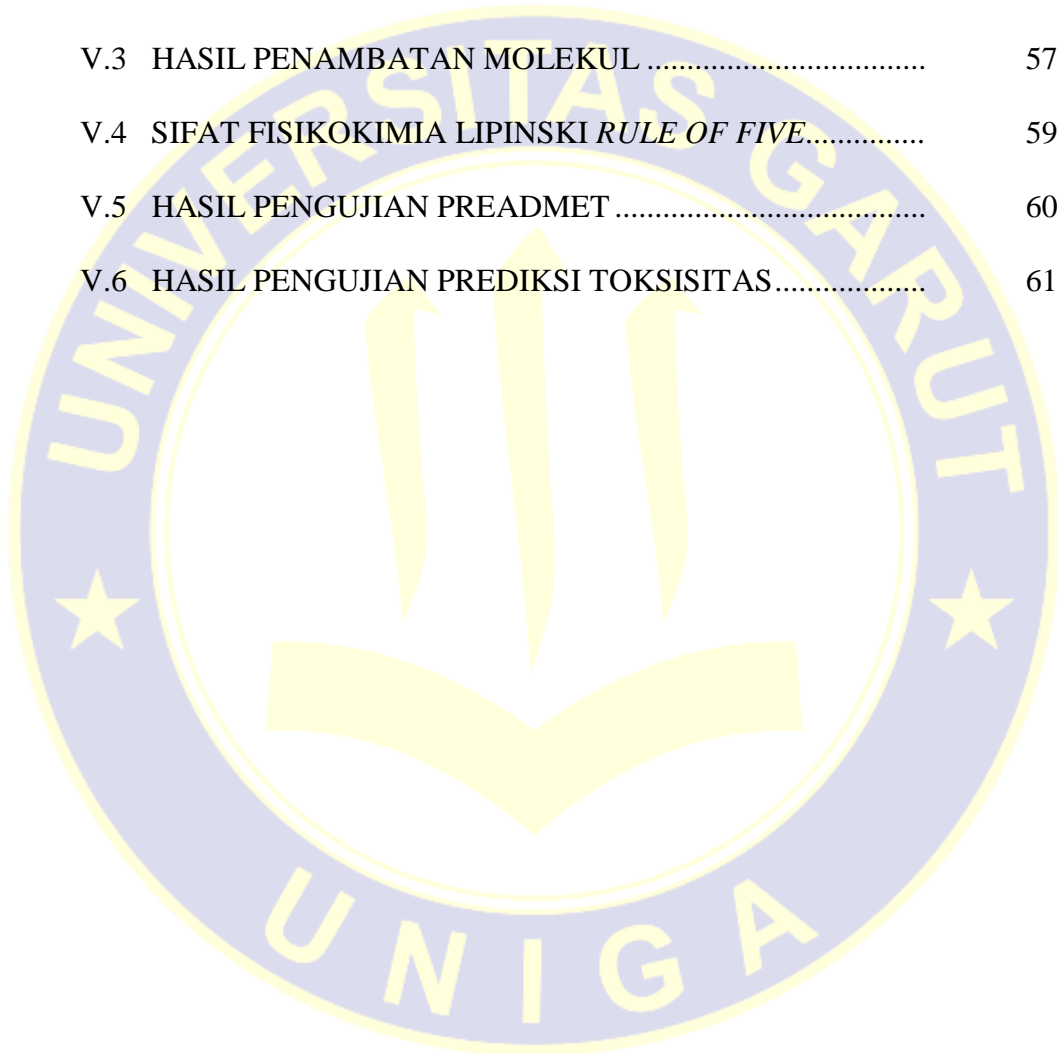 V.3 HASIL PENAMBATAN MOLEKUL ................................. 57
V.4 SIFAT FISIKOKIMIA LIPINSKI RULE OF FIVE.............. 59
V.5 HASIL PENGUJIAN PREADMET ..................................... 60
V.6 HASIL PENGUJIAN PREDIKSI TOKSISITAS.................. 61
UNIVERSITAS GARUT
UNIGA